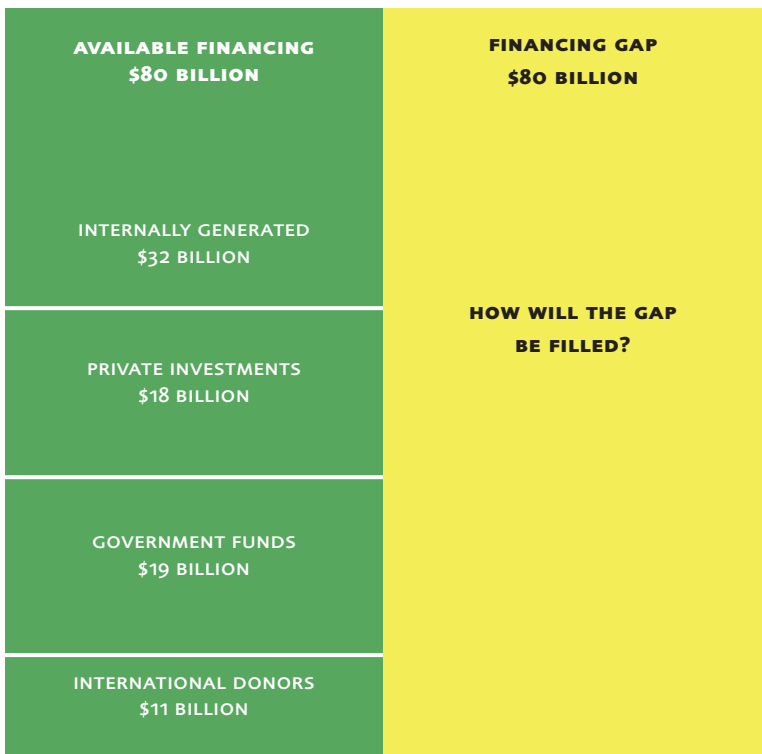 AVAILABLE FINANCING
$80 BILLION
INTERNALLY GENERATED
$32 BILLION
PRIVATE INVESTMENTS
$18 BILLION
GOVERNMENT FUNDS
$19 BILLION
INTERNATIONAL DONORS
$11 BILLION
FINANCING GAP
$80 BILLION
HOW WILL THE GAP
BE FILLED?